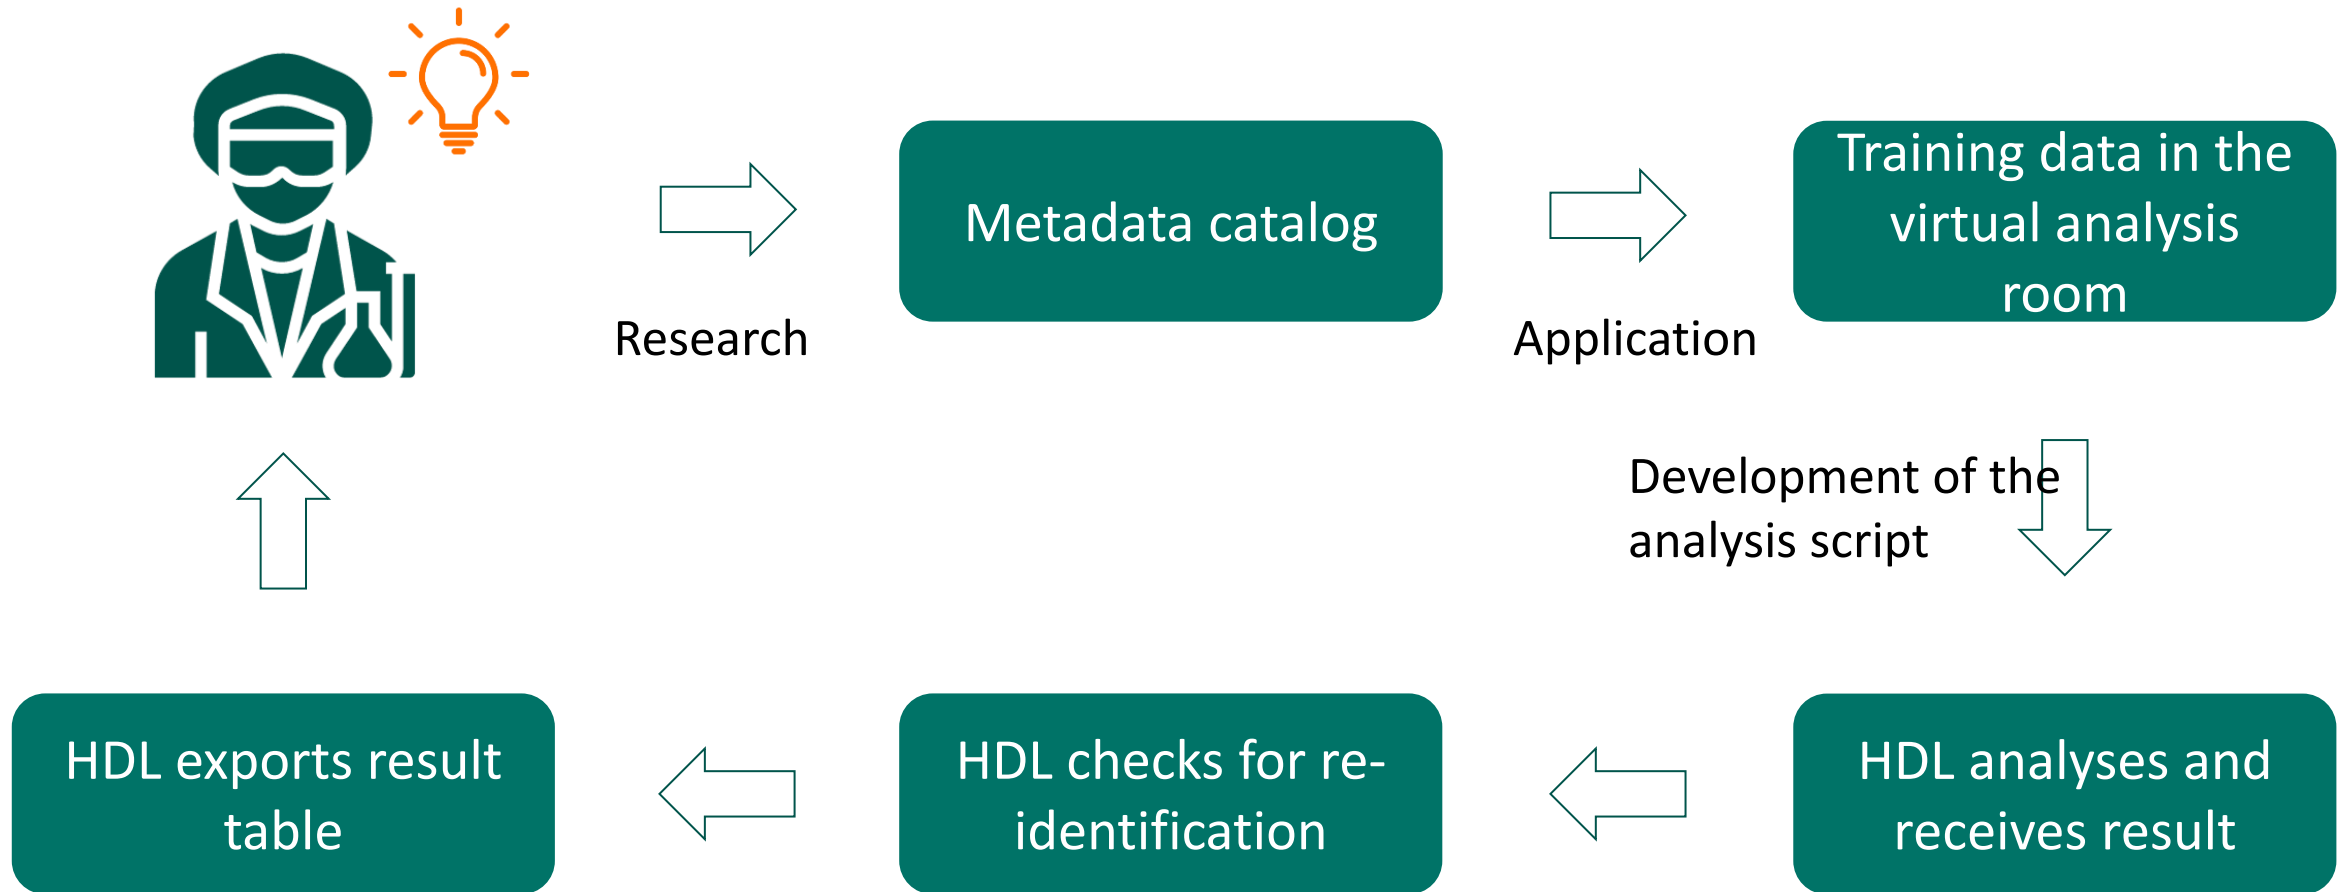 Metadata catalog
Training data in the
virtual analysis
room
Research
Application
Development of the
analysis script
HDL exports result
table
HDL checks for re-
identification
HDL analyses and
receives result